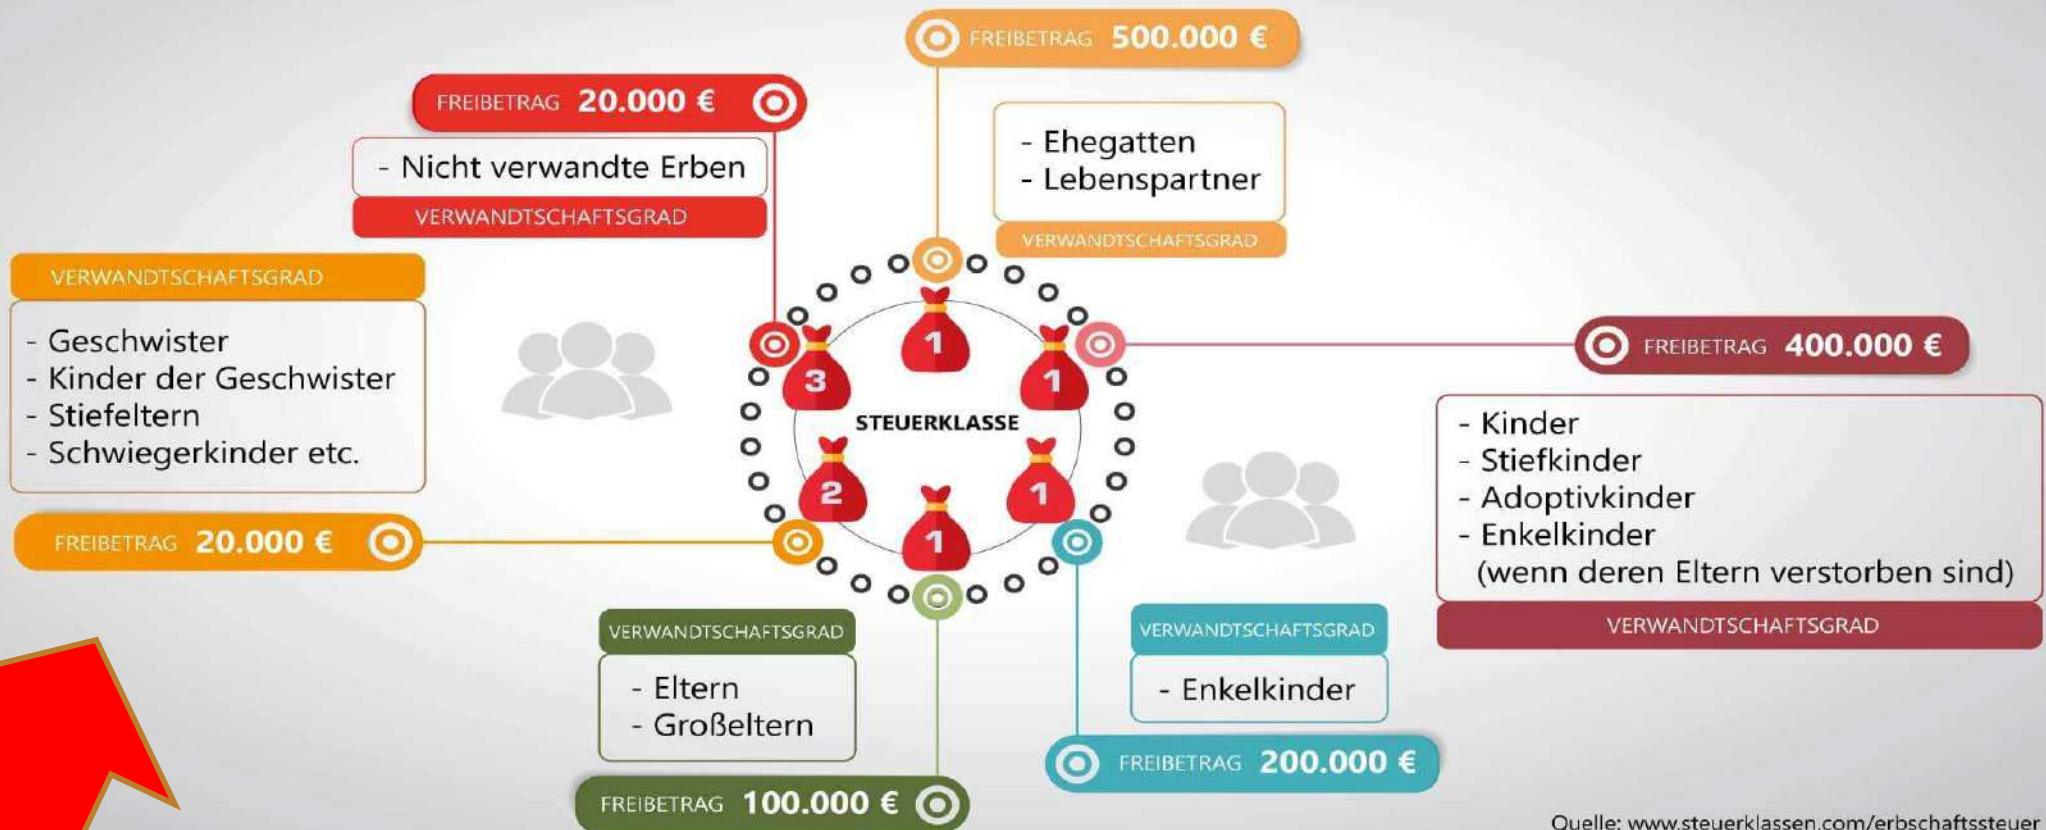 FREIBETRAG 500.000 €
- Ehegatten
- Lebenspartner
VERWANDTSCHAFTSGRAD
FREIBETRAG 20.000 €
- Nicht verwandte Erben
VERWANDTSCHAFTSGRAD
VERWANDTSCHAFTSGRAD
- Geschwister
- Kinder der Geschwister
- Stiefeltern
- Schwiegerkinder etc.
FREIBETRAG 20.000 €
1
3
1
STEUERKLASSE
2
1
1
FREIBETRAG 400.000 €
- Kinder
- Stiefkinder
- Adoptivkinder
- Enkelkinder
(wenn deren Eltern verstorben sind)
VERWANDTSCHAFTSGRAD
VERWANDTSCHAFTSGRAD
- Eltern
- Großeltern
FREIBETRAG 100.000 €
VERWANDTSCHAFTSGRAD
- Enkelkinder
FREIBETRAG 200.000 €
Quelle: www.steuerklassen.com/erbschaftssteuer